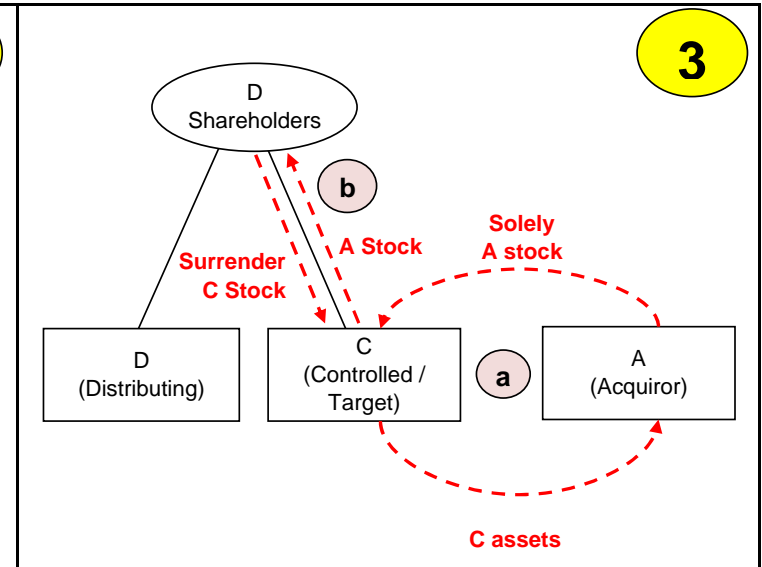 3
D
Shareholders
b
Surrender
C Stock
A Stock
Solely
A stock
D
(Distributing)
C
(Controlled /
Target)
a
A
(Acquiror)
C assets